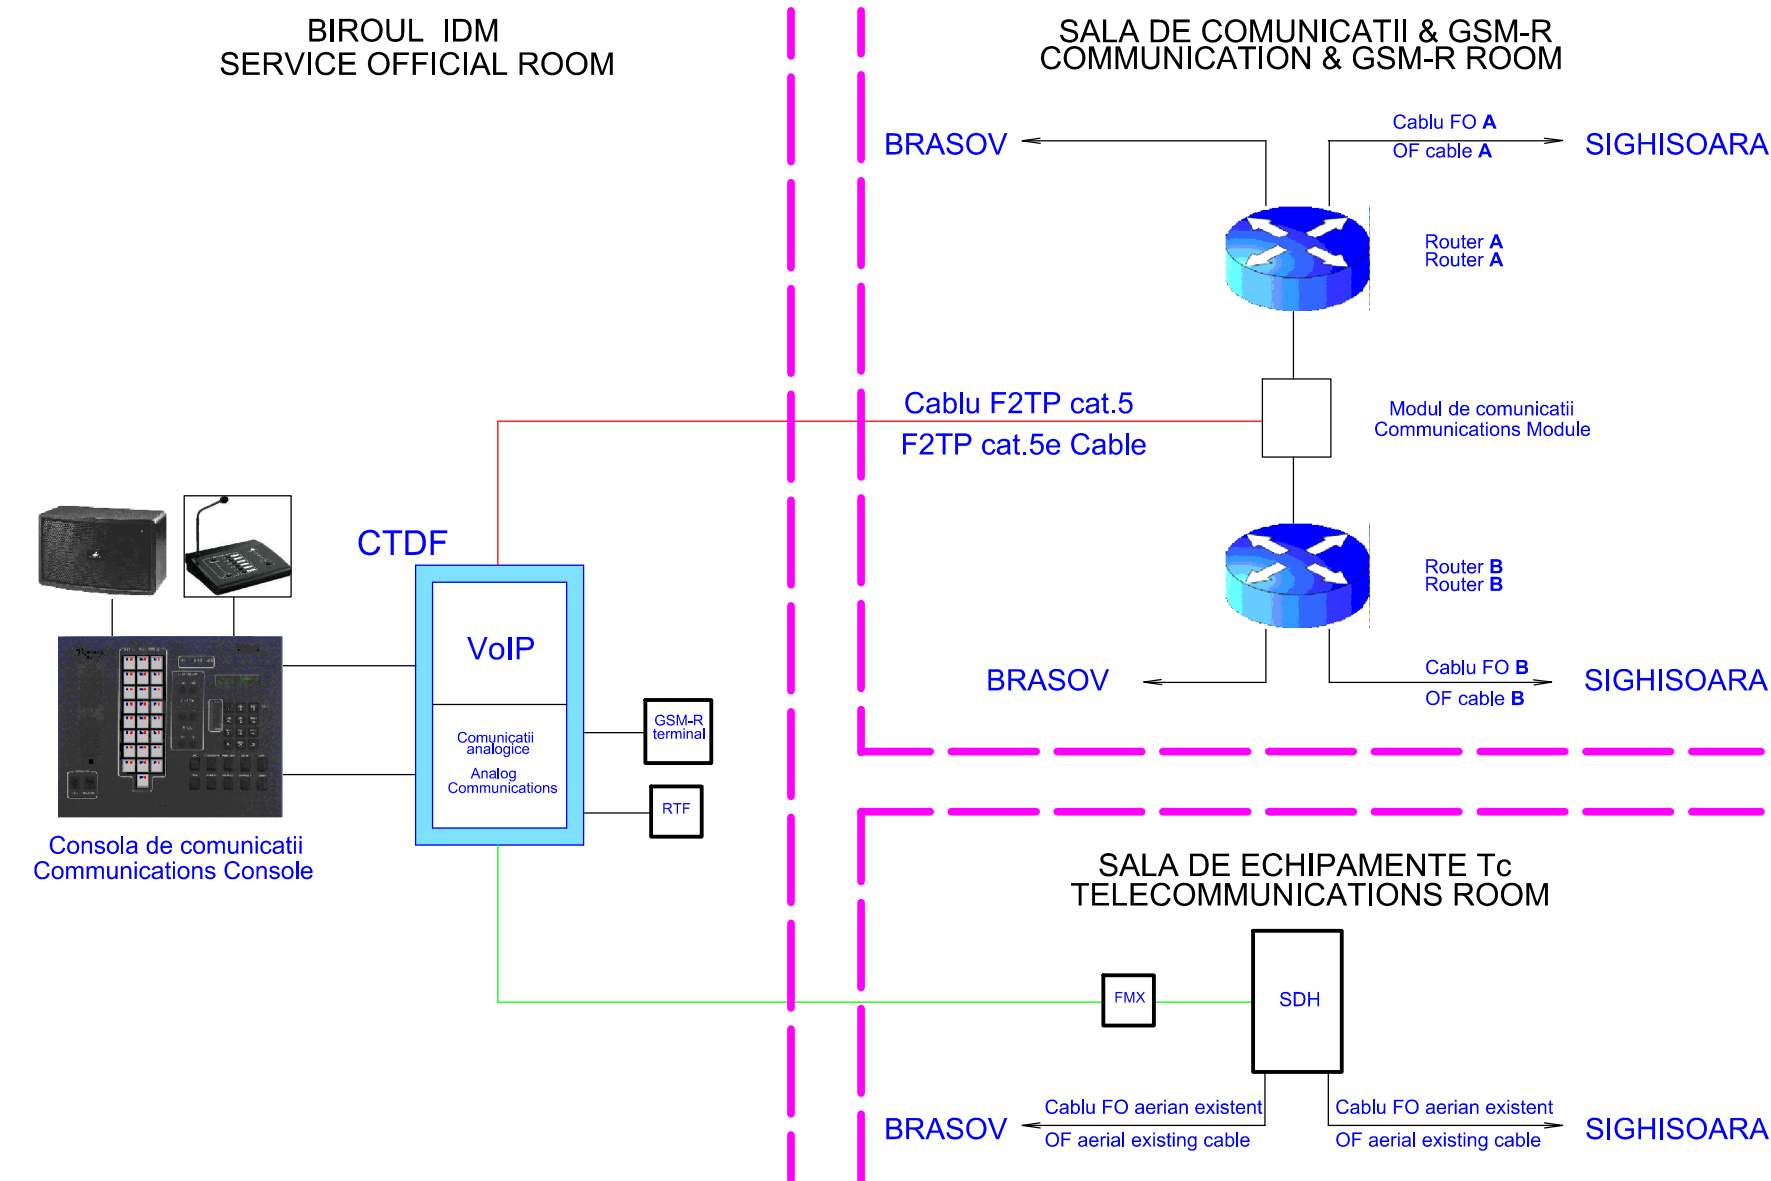 BIROUL IDM
SERVICE OFFICIAL ROOM
SALA DE COMUNICATII & GSM-R
COMMUNICATION & GSM-R ROOM
BRASOV
Cablu FO A
OF cable A
SIGHISOARA
Router A
Router A
Cablu F2TP cat.5
F2TP cat.5e Cable
Modul de comunicatii
Communications Module
CTDF
VoIP
Router B
Router B
BRASOV
Cablu FO B
OF cable B
SIGHISOARA
Comunicatii
analogice
Analog
Communications
GSM-R
terminal
RTF
Consola de comunicatii
Communications Console
SALA DE ECHIPAMENTE Tc
TELECOMMUNICATIONS ROOM
FMX
SDH
BRASOV
Cablu FO aerian existent
OF aerial existing cable
Cablu FO aerian existent
OF aerial existing cable
SIGHISOARA